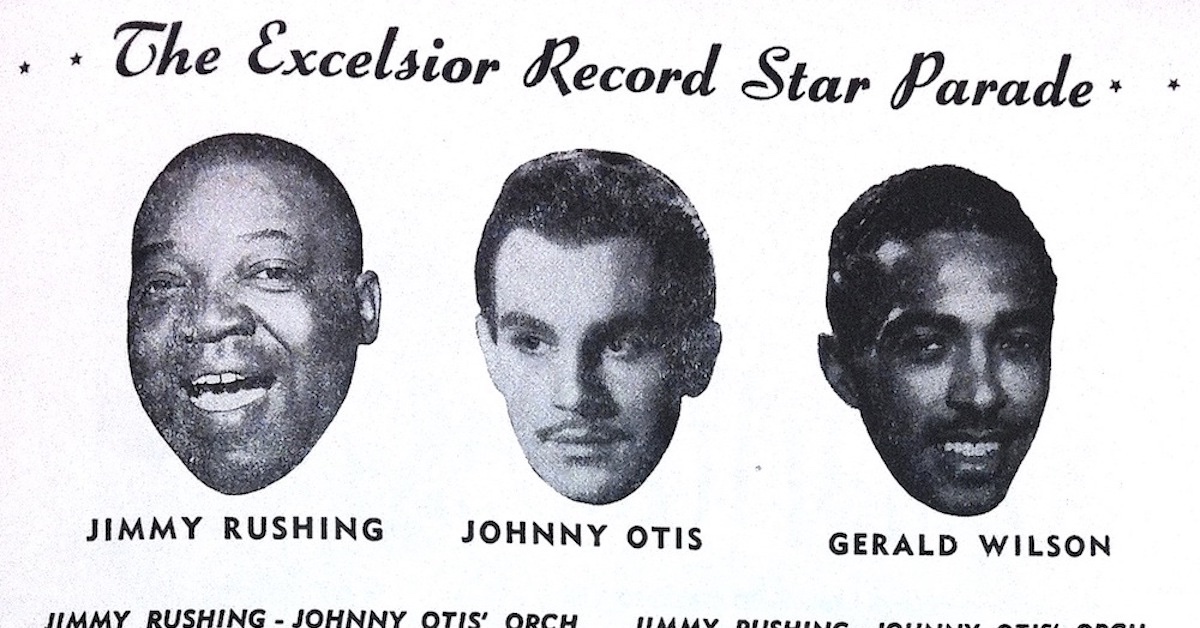 The Excelsior Record Star Parade
JIMMY RUSHING
JOHNNY OTIS
GERALD WILSON
JIMMY RUSHING - JOHNNY OTIS' ORCH
JIMMY RUSHING - JOHNNY OTIS' ORCH